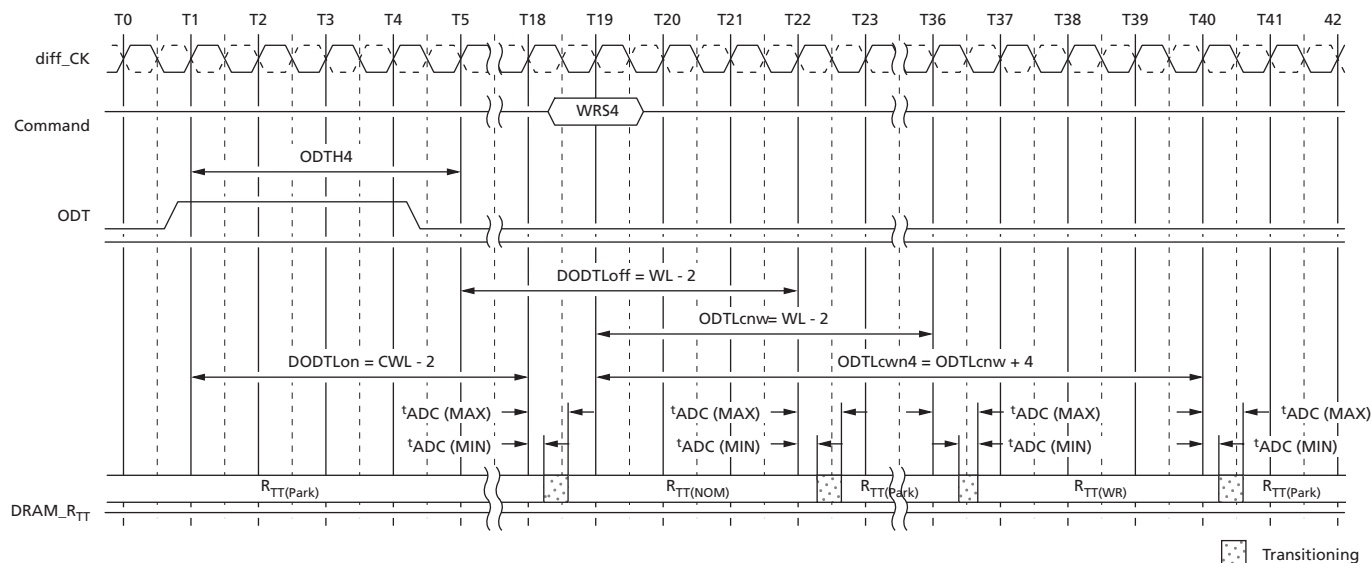 T0 T1 T2 T3 T4 T5 T18 T19 T20 T21 T22 T23 T36 T37 T38 T39 T40 T41 42
diff_CK
WRS4
Command
ODTH4
ODT
DODTLoff = WL - 2
ODTLcnw= WL - 2
DODTLon = CWL - 2 ODTLcwn4 = ODTLcnw + 4
tADC (MAX) tADC (MAX) tADC (MAX) tADC (MAX)
tADC (MIN) tADC (MIN) tADC (MIN) tADC (MIN)
RTT(Park) RTT(NOM) RTT(Park) RTT(WR) RTT(Park)
DRAM_RTT
Transitioning